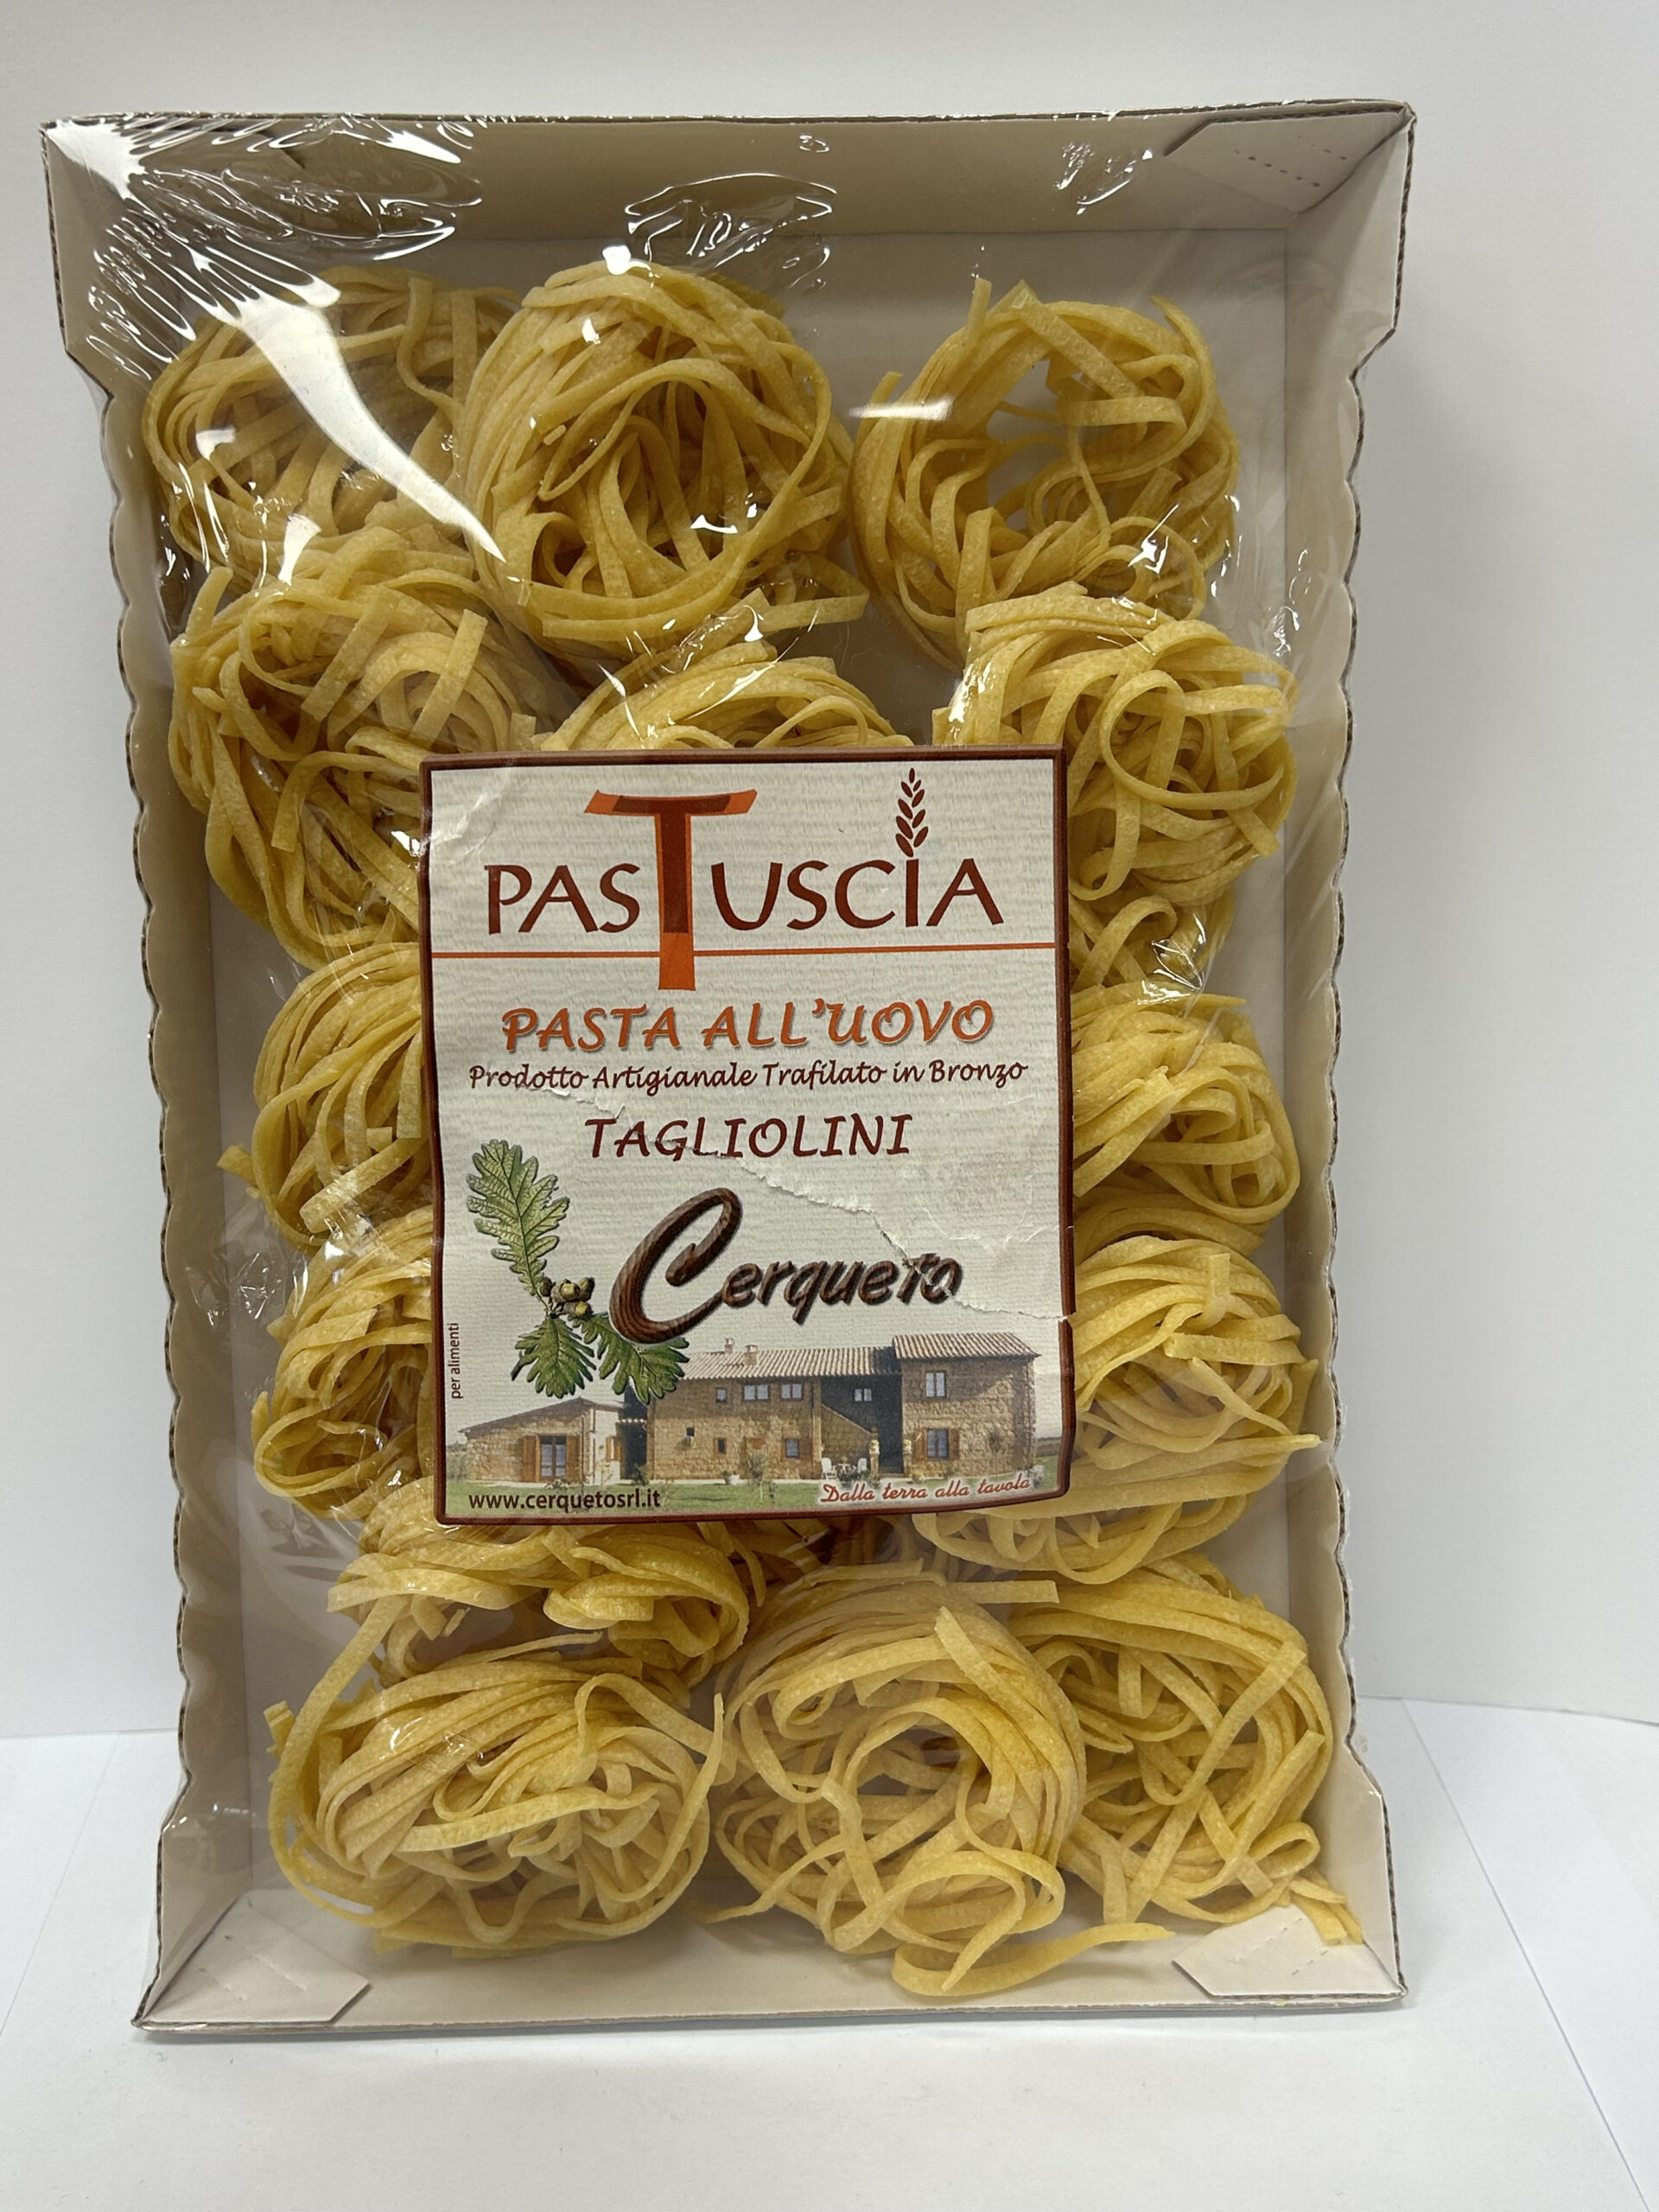 PASTUSCIA
PASTA ALL'UOVO
Prodotto Artigianale Trafilato in Bronzo
TAGLIOLINI
Cerqueto
per alimenti
www.cerquetosrl.it
Dalla terra alla tavola